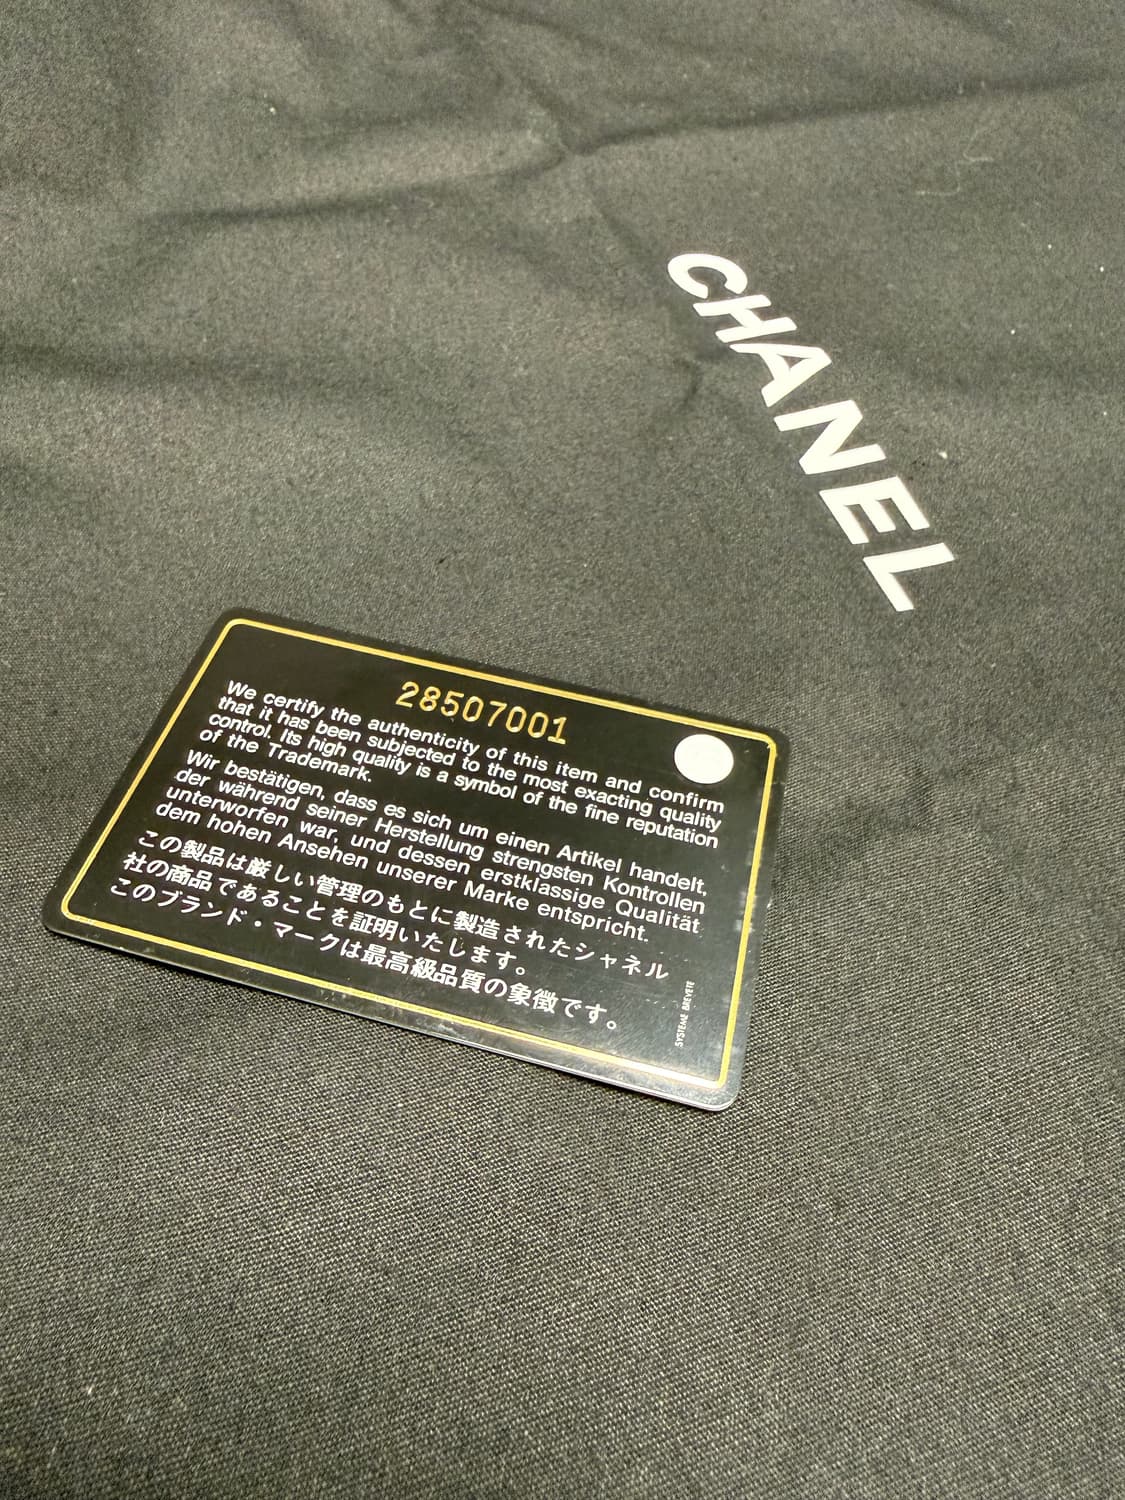 CHANEL
28507001
We certify the authenticity of this item and confirm
that it has been subjected to the most exacting quality
control. Its high quality is a symbol of the fine reputation
of the Trademark.
Wir bestätigen, dass es sich um einen Artikel handelt,
der während seiner Herstellung strengsten Kontrollen
unterworfen war, und dessen erstklassige Qualität
dem hohen Ansehen unserer Marke entspricht.
この製品は厳しい管理のもとに製造されたシャネル
社の商品であることを証明いたします。
このブランド・マークは最高級品質の象徴です。
SYSTEME BREVETE